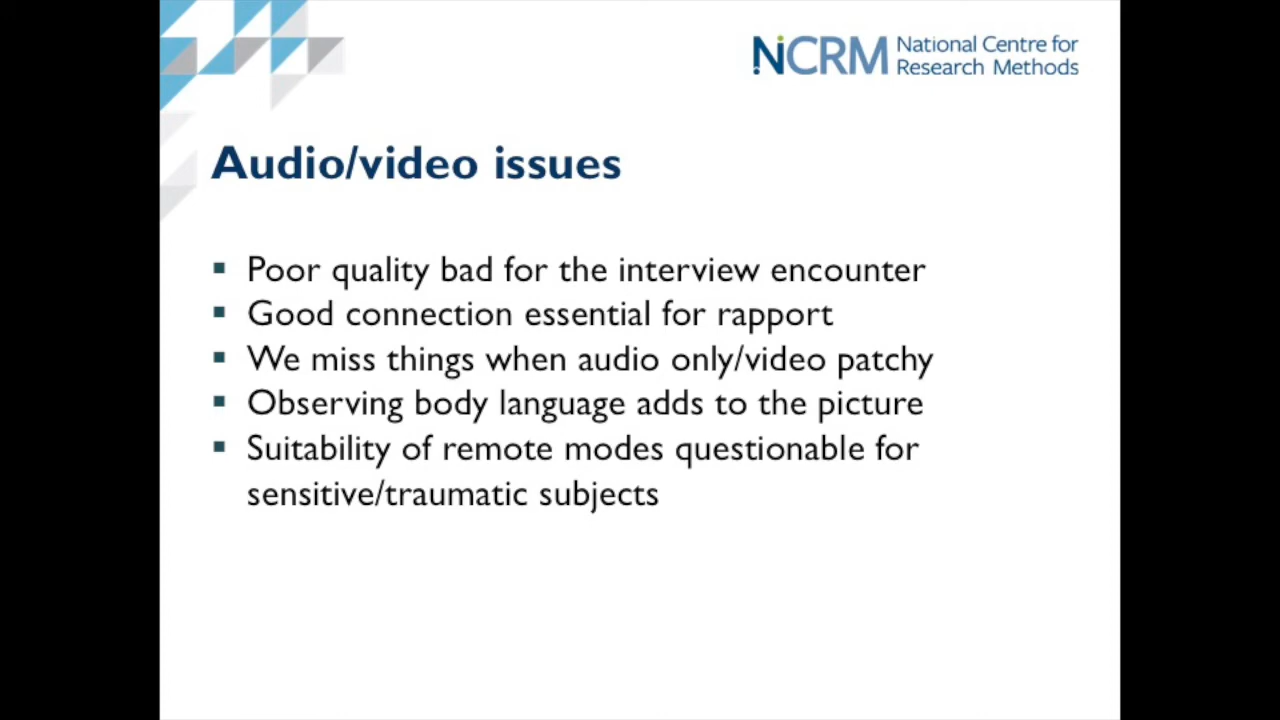 NCRM National Centre for
Research Methods
Audio/video issues
▪ Poor quality bad for the interview encounter
▪ Good connection essential for rapport
▪ We miss things when audio only/video patchy
▪ Observing body language adds to the picture
▪ Suitability of remote modes questionable for
sensitive/traumatic subjects